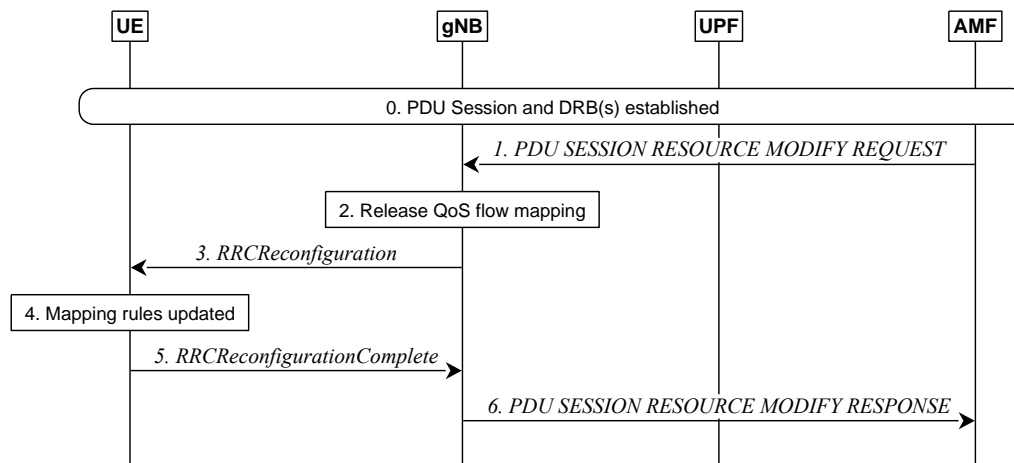 UE
gNB
UPF
AMF
0. PDU Session and DRB(s) established
1. PDU SESSION RESOURCE MODIFY REQUEST
2. Release QoS flow mapping
3. RRCReconfiguration
4. Mapping rules updated
5. RRCReconfigurationComplete
6. PDU SESSION RESOURCE MODIFY RESPONSE